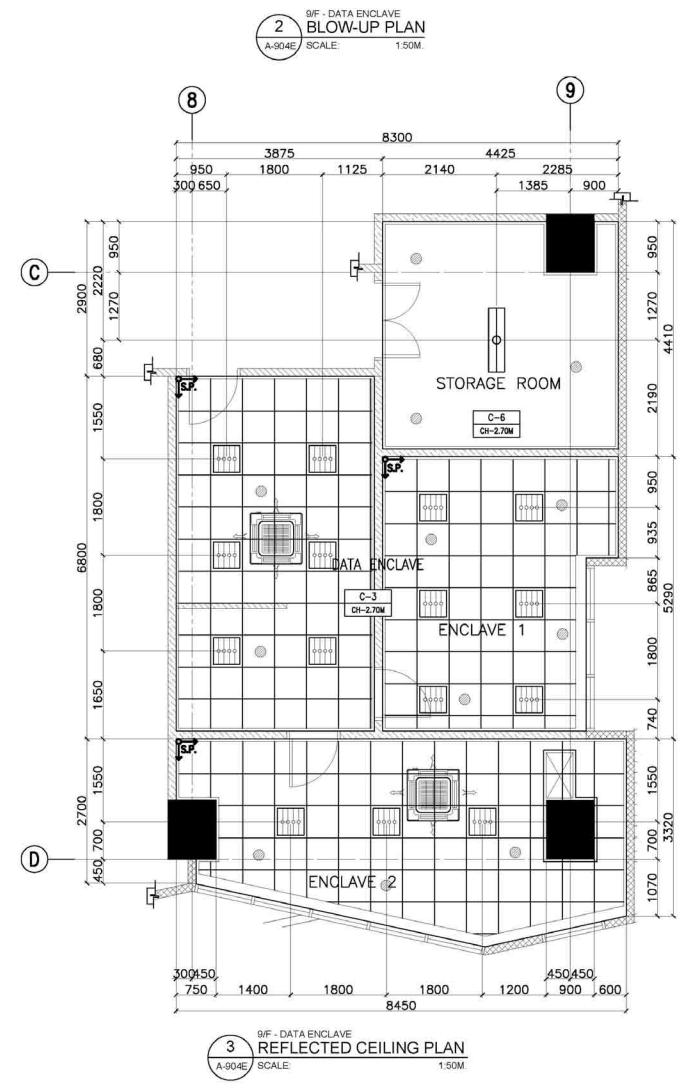 9/F - DATA ENCLAVE
2 BLOW-UP PLAN
A-904E SCALE: 1:50M.
8 9
8300
3875 4425
950 1800 1125 2140 2285
300 650 1385 900
C
950
2220
2900
1270
680
1550
1800
6800
1800
1650
1550
2700
700
D
450
950
1270
4410
2190
950
935
865
5290
1800
740
1550
3320
700
1070
STORAGE ROOM
C-6
CH-2.70M
S.P.
S.P.
DATA ENCLAVE
C-3
CH-2.70M
ENCLAVE 1
S.P.
ENCLAVE 2
300 450 450 450
750 1400 1800 1800 1200 900 600
8450
9/F - DATA ENCLAVE
3 REFLECTED CEILING PLAN
A-904E SCALE: 1:50M.